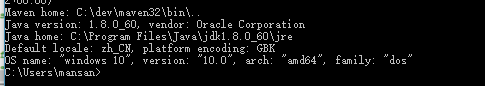 Maven home: C:\dev\maven32\bin\..
Java version: 1.8.0_60, vendor: Oracle Corporation
Java home: C:\Program Files\Java\jdk1.8.0_60\jre
Default locale: zh_CN, platform encoding: GBK
OS name: "windows 10", version: "10.0", arch: "amd64", family: "dos"
C:\Users\mansan>